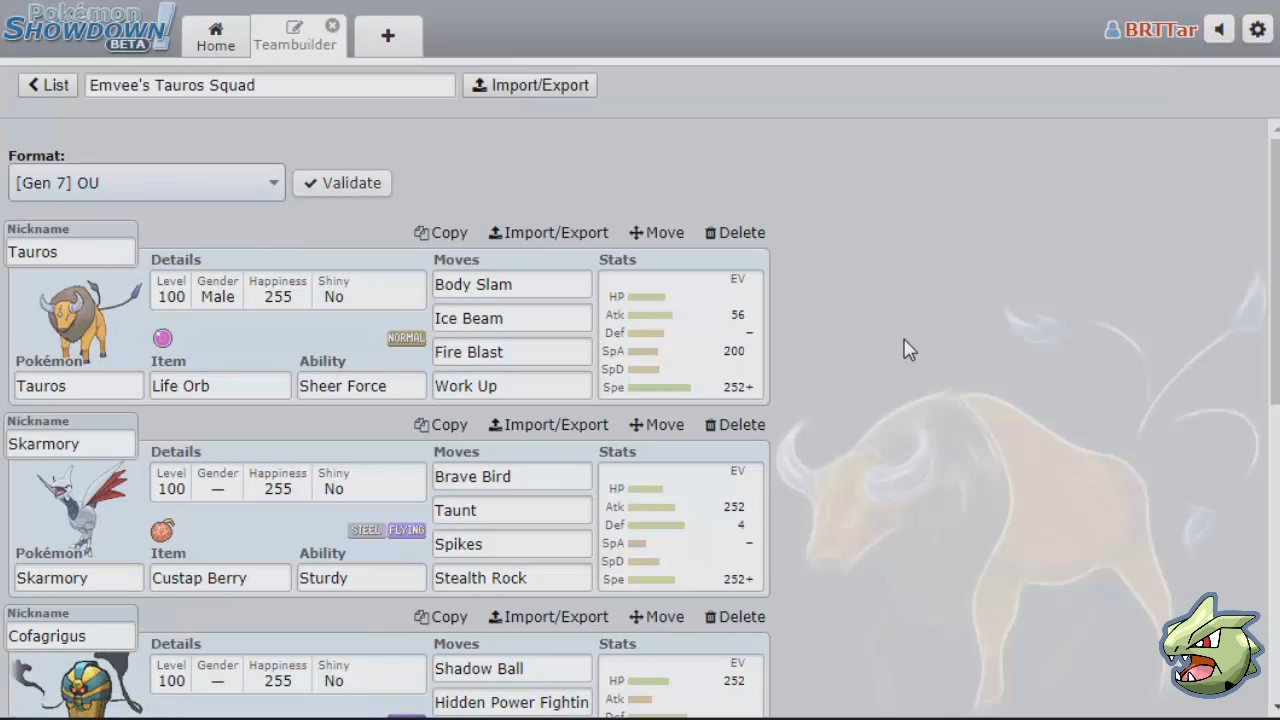 Pokémon
SHOWDOWN!
BETA
Home
Teambuilder
+
BRTTar
List
Emvee's Tauros Squad
Import/Export
Format:
[Gen 7] OU
Validate
Nickname
Tauros
Copy
Import/Export
Move
Delete
Details
Moves
Stats
Level
Gender
Happiness
Shiny
100
Male
255
No
Body Slam
Ice Beam
Fire Blast
Work Up
EV
HP
Atk 56
Def –
SpA 200
SpD
Spe 252+
NORMAL
Pokémon
Item
Ability
Tauros
Life Orb
Sheer Force
Nickname
Skarmory
Copy
Import/Export
Move
Delete
Details
Moves
Stats
Level
Gender
Happiness
Shiny
100
—
255
No
Brave Bird
Taunt
Spikes
Stealth Rock
EV
HP
Atk 252
Def 4
SpA –
SpD
Spe 252+
STEEL FLYING
Pokémon
Item
Ability
Skarmory
Custap Berry
Sturdy
Nickname
Cofagrigus
Copy
Import/Export
Move
Delete
Details
Moves
Stats
Level
Gender
Happiness
Shiny
100
—
255
No
Shadow Ball
Hidden Power Fightin
EV
HP 252
Atk
Def